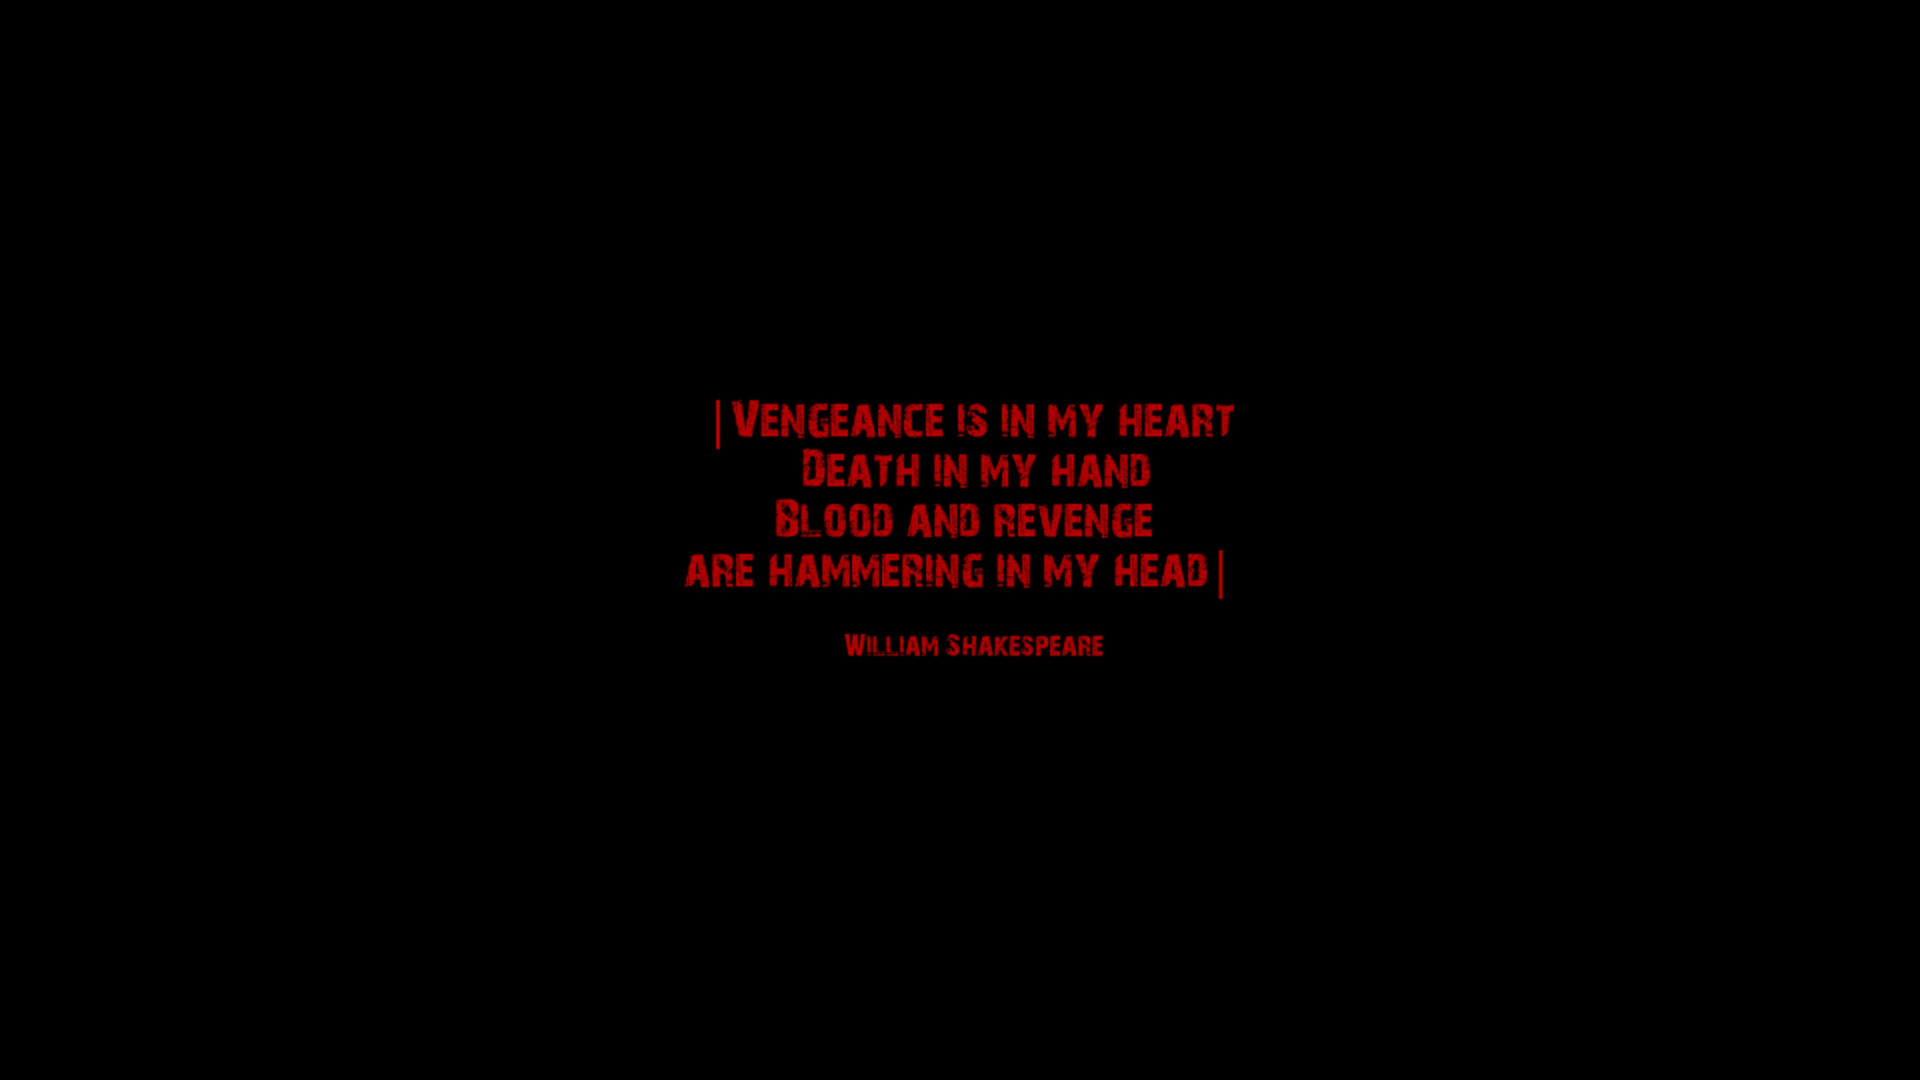 |Vengeance is in my heart
Death in my hand
Blood and revenge
are hammering in my head|
William Shakespeare